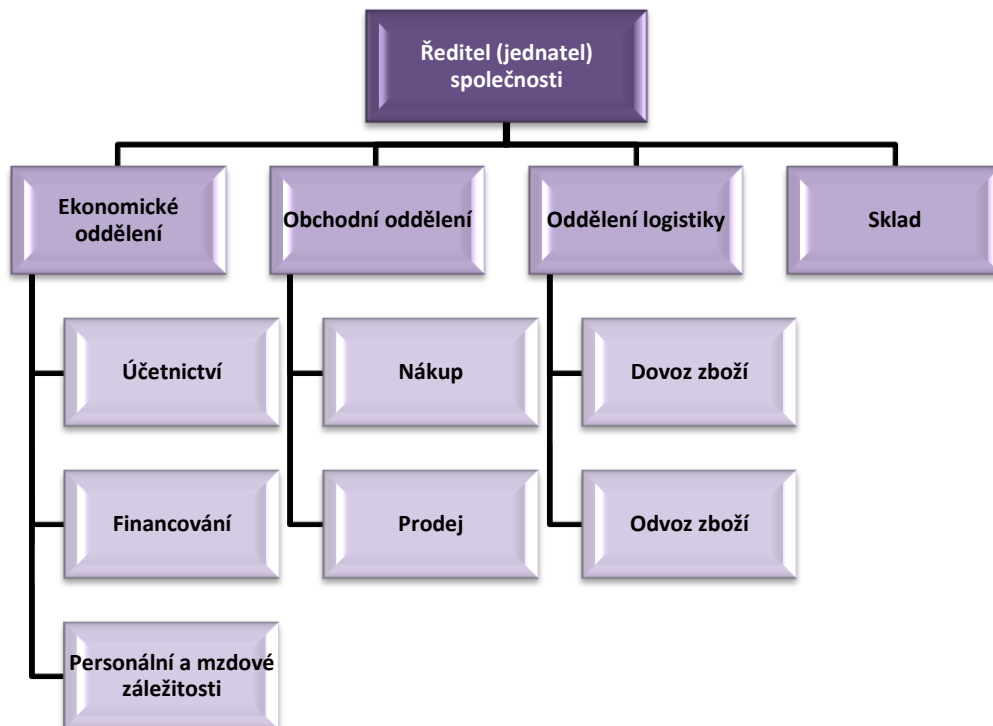 Ředitel (jednatel)
společnosti
Ekonomické
oddělení
Obchodní oddělení
Oddělení logistiky
Sklad
Účetnictví
Nákup
Dovoz zboží
Financování
Prodej
Odvoz zboží
Personální a mzdové
záležitosti